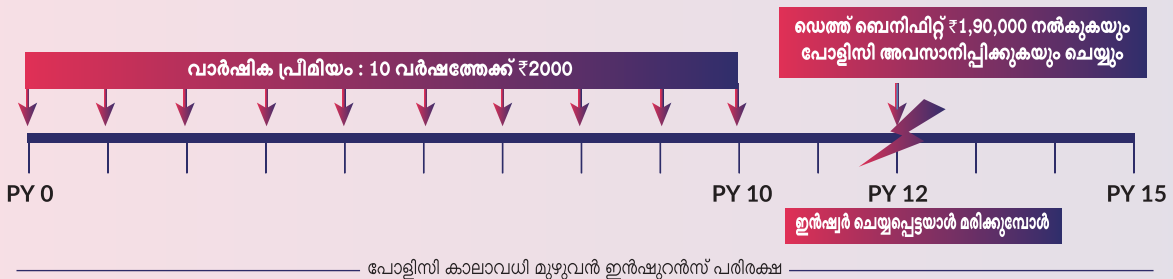 ഡെത്ത് ബെനിഫിറ്റ് ₹1,90,000 നൽകുകയും
പോളിസി അവസാനിപ്പിക്കുകയും ചെയ്യും
വാർഷിക പ്രീമിയം : 10 വർഷത്തേക്ക് ₹2000
PY 0
PY 10
PY 12
PY 15
ഇൻഷ്വർ ചെയ്യപ്പെട്ടയാൾ മരിക്കുമ്പോൾ
പോളിസി കാലാവധി മുഴുവൻ ഇൻഷുറൻസ് പരിരക്ഷ